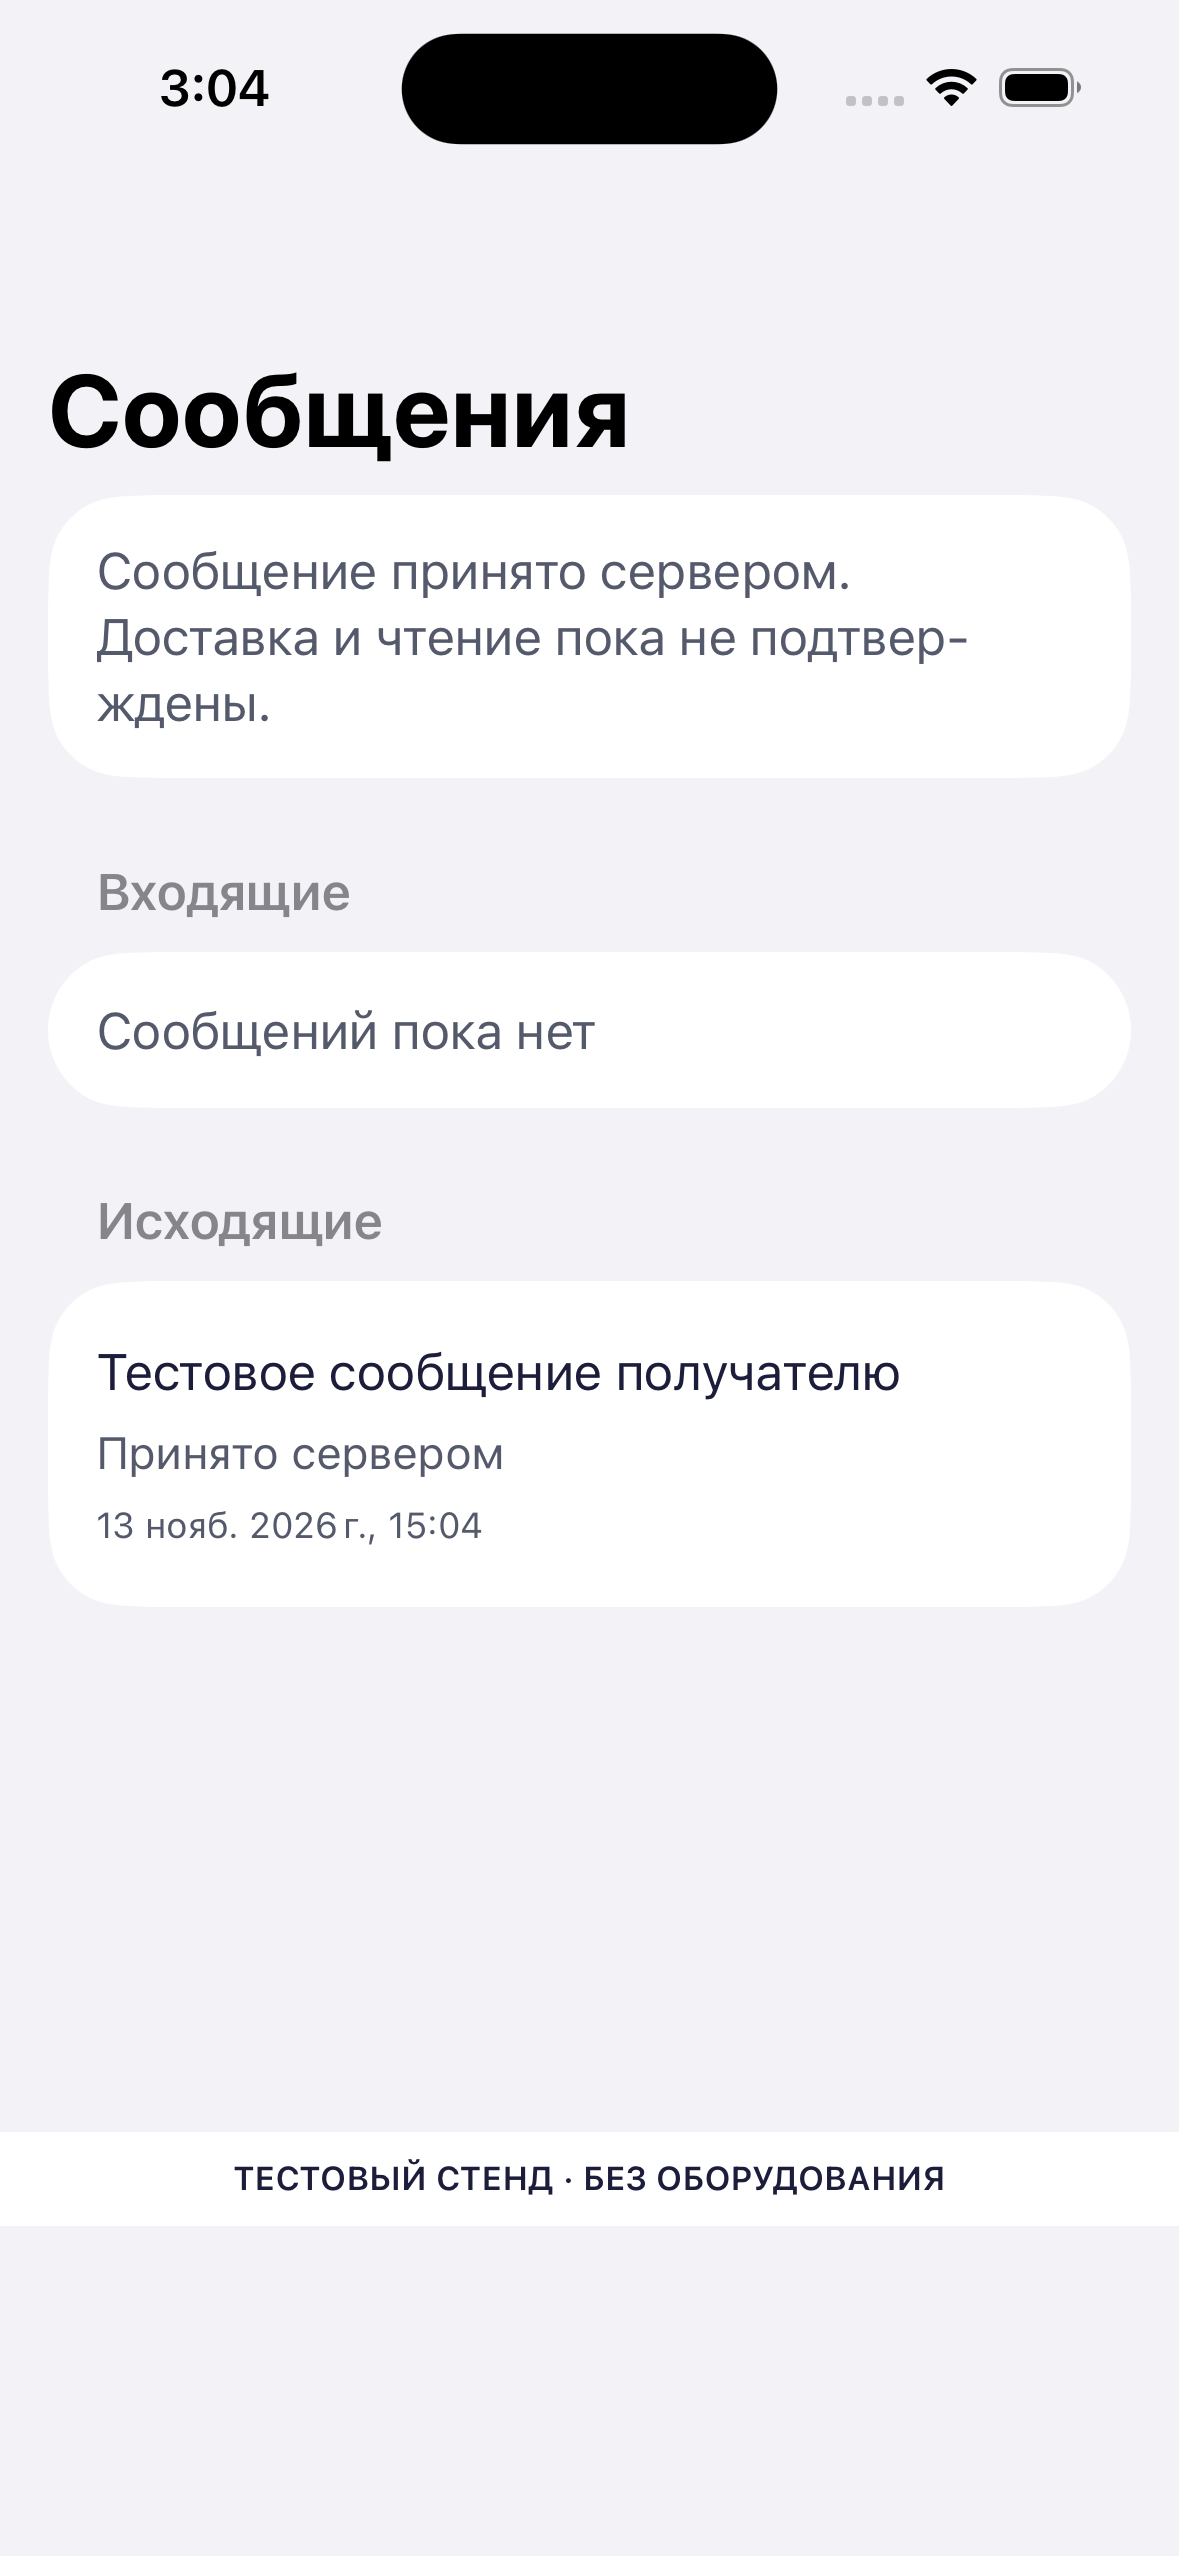 3:04
Сообщения
Сообщение принято сервером.
Доставка и чтение пока не подтвер-
ждены.
Входящие
Сообщений пока нет
Исходящие
Тестовое сообщение получателю
Принято сервером
13 нояб. 2026 г., 15:04
ТЕСТОВЫЙ СТЕНД · БЕЗ ОБОРУДОВАНИЯ